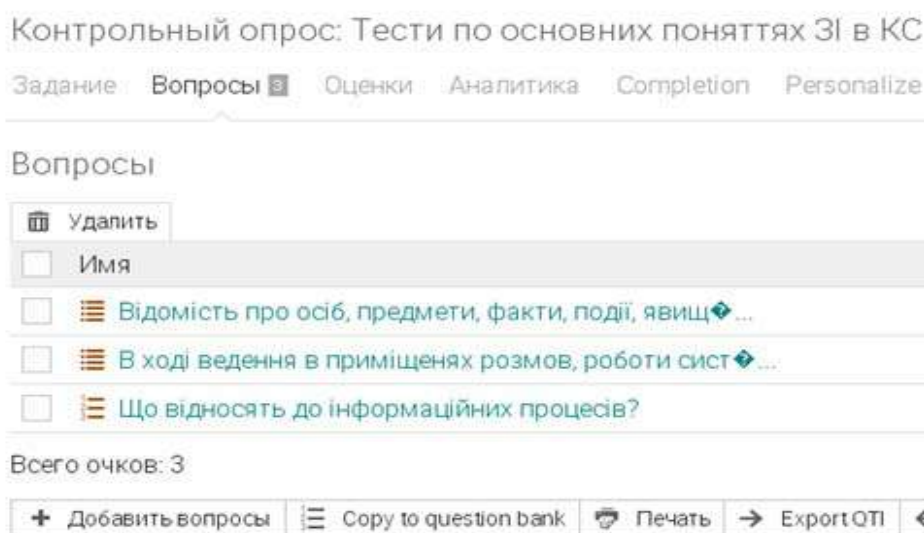 Контрольный опрос: Тести по основних поняттях ЗІ в КС
Задание Вопросы 3 Оценки Аналитика Completion Personalize
Вопросы
Удалить
Имя
Відомість про осіб, предмети, факти, події, явищ�...
В ході ведення в приміщенях розмов, роботи сист�...
Що відносять до інформаційних процесів?
Всего очков: 3
Добавить вопросы Copy to question bank Печать Export QTI